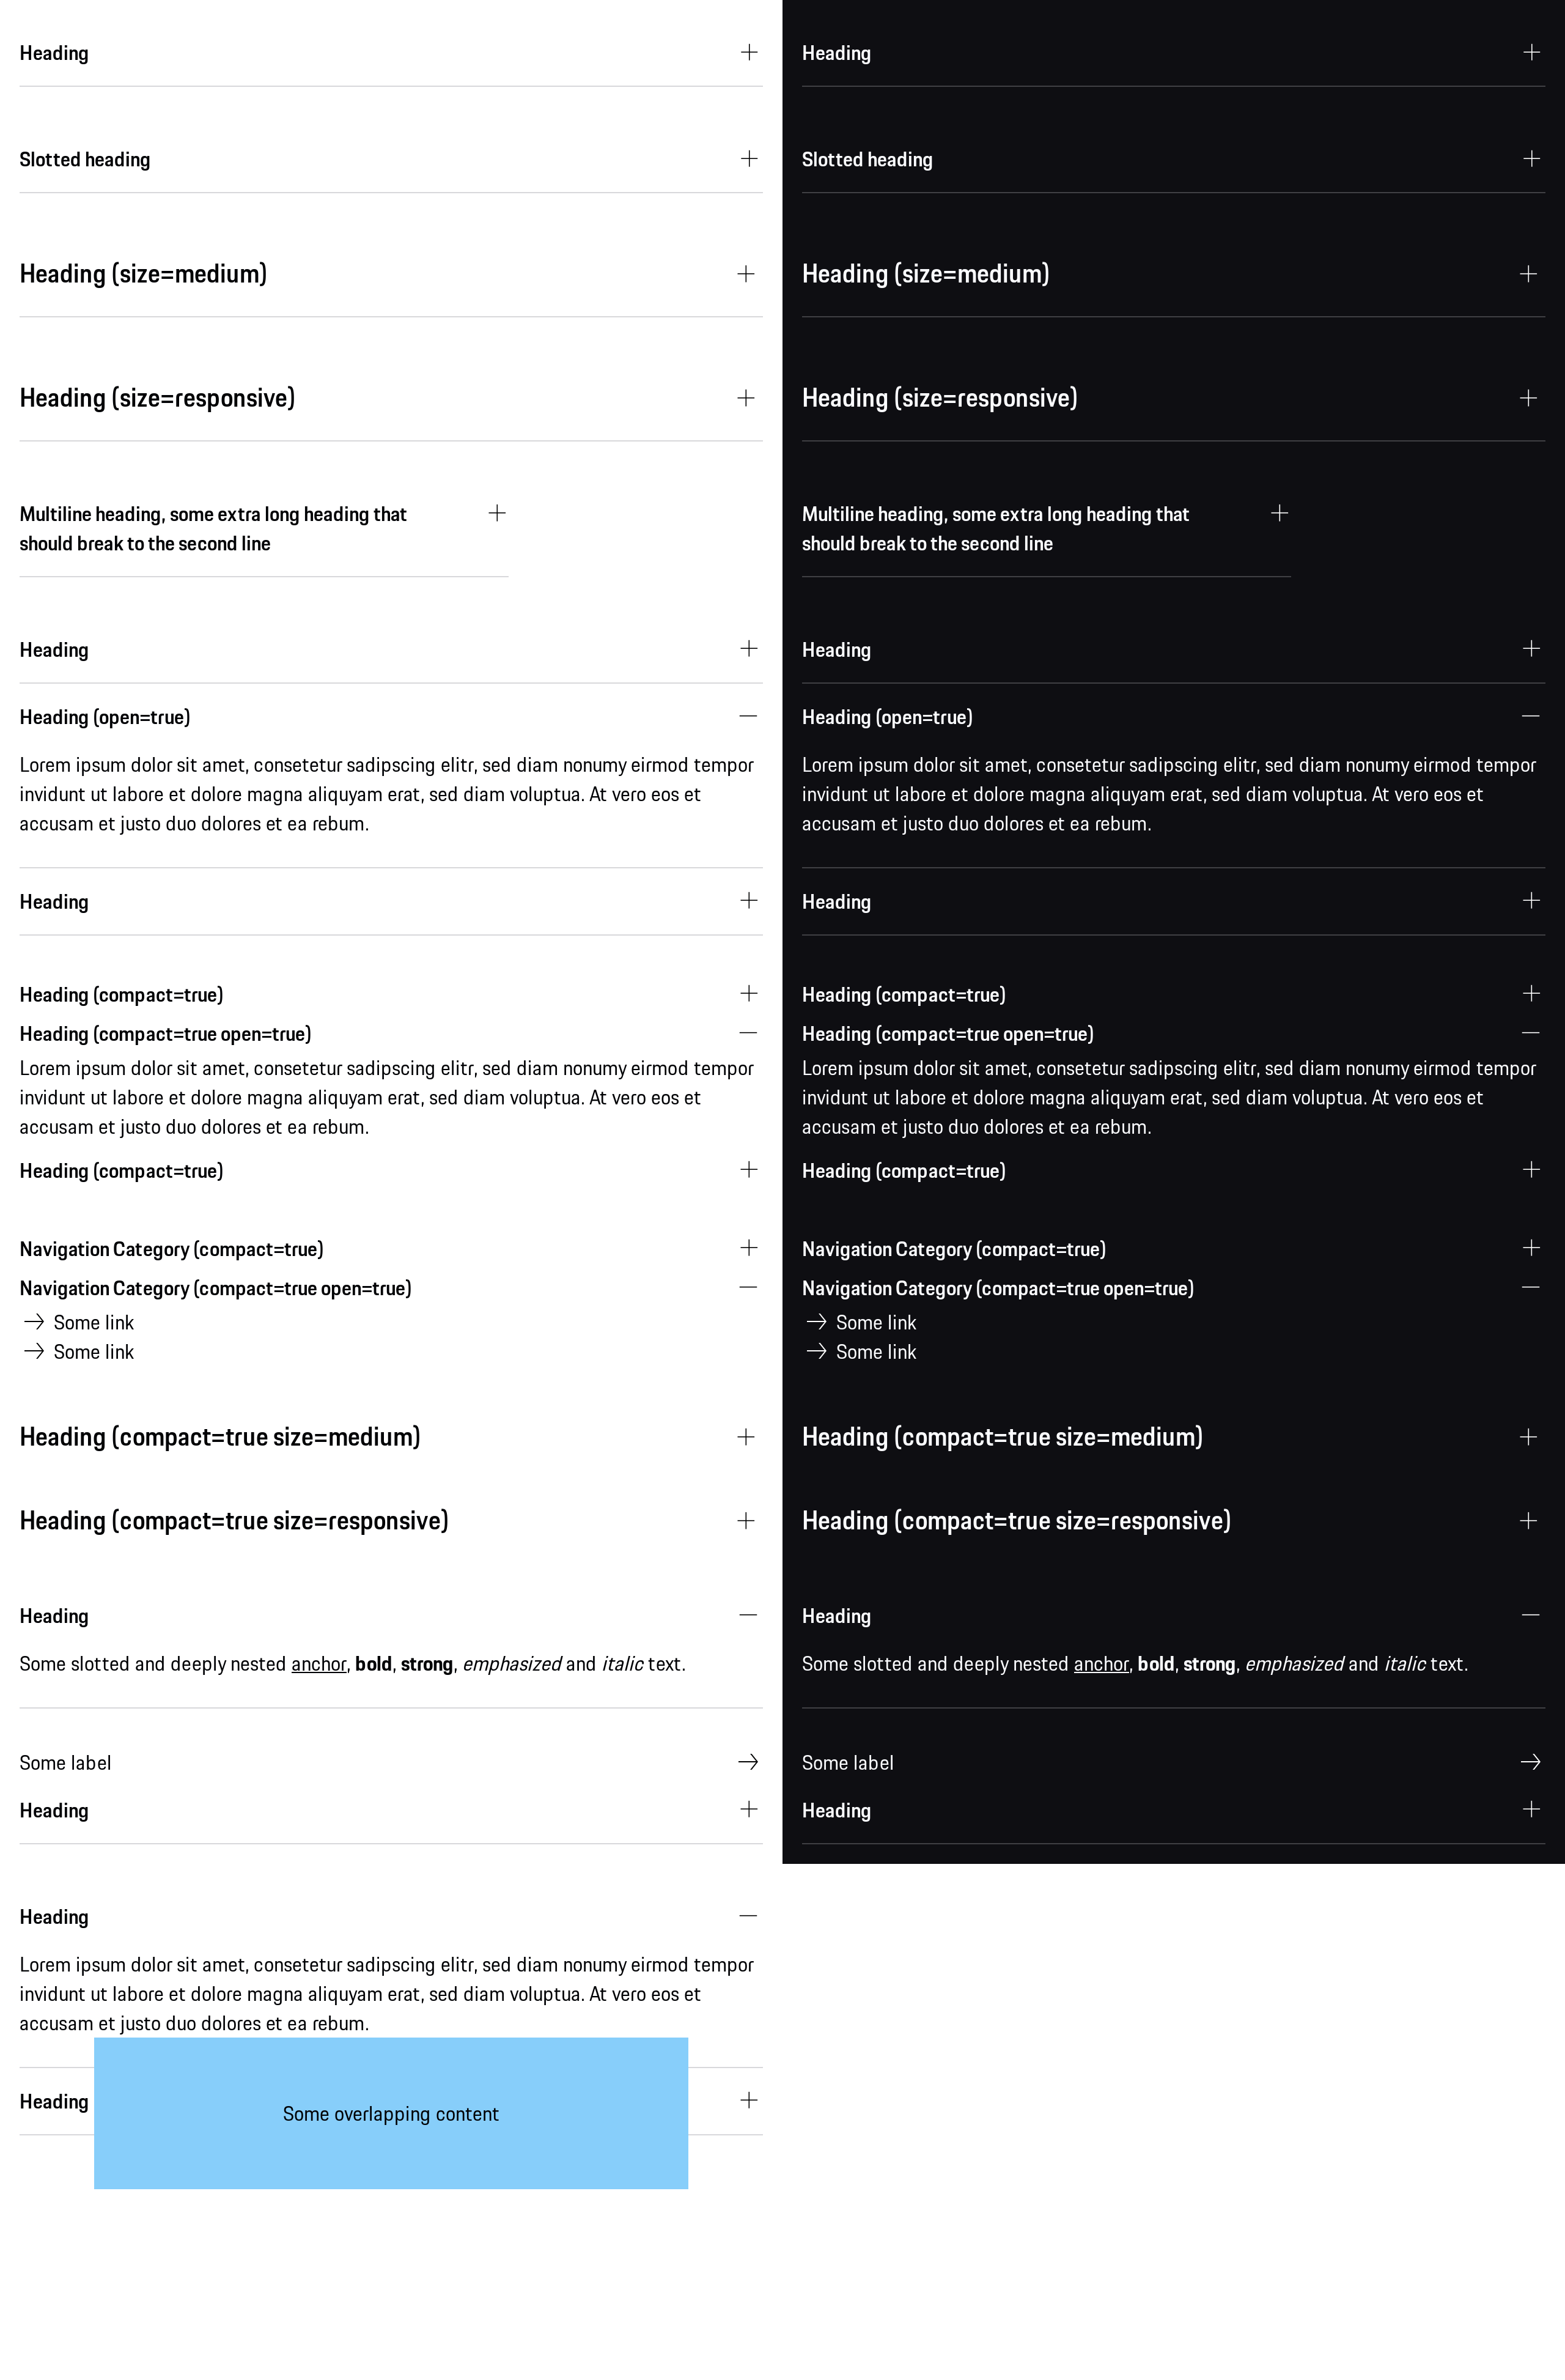 Heading
Slotted heading
Heading (size=medium)
Heading (size=responsive)
Multiline heading, some extra long heading that
should break to the second line
Heading
Heading (open=true)
Lorem ipsum dolor sit amet, consetetur sadipscing elitr, sed diam nonumy eirmod tempor
invidunt ut labore et dolore magna aliquyam erat, sed diam voluptua. At vero eos et
accusam et justo duo dolores et ea rebum.
Heading
Heading (compact=true)
Heading (compact=true open=true)
Lorem ipsum dolor sit amet, consetetur sadipscing elitr, sed diam nonumy eirmod tempor
invidunt ut labore et dolore magna aliquyam erat, sed diam voluptua. At vero eos et
accusam et justo duo dolores et ea rebum.
Heading (compact=true)
Navigation Category (compact=true)
Navigation Category (compact=true open=true)
Some link
Some link
Heading (compact=true size=medium)
Heading (compact=true size=responsive)
Heading
Some slotted and deeply nested anchor, bold, strong, emphasized and italic text.
Some label
Heading
Heading
Lorem ipsum dolor sit amet, consetetur sadipscing elitr, sed diam nonumy eirmod tempor
invidunt ut labore et dolore magna aliquyam erat, sed diam voluptua. At vero eos et
accusam et justo duo dolores et ea rebum.
Heading
Some overlapping content
Heading
Slotted heading
Heading (size=medium)
Heading (size=responsive)
Multiline heading, some extra long heading that
should break to the second line
Heading
Heading (open=true)
Lorem ipsum dolor sit amet, consetetur sadipscing elitr, sed diam nonumy eirmod tempor
invidunt ut labore et dolore magna aliquyam erat, sed diam voluptua. At vero eos et
accusam et justo duo dolores et ea rebum.
Heading
Heading (compact=true)
Heading (compact=true open=true)
Lorem ipsum dolor sit amet, consetetur sadipscing elitr, sed diam nonumy eirmod tempor
invidunt ut labore et dolore magna aliquyam erat, sed diam voluptua. At vero eos et
accusam et justo duo dolores et ea rebum.
Heading (compact=true)
Navigation Category (compact=true)
Navigation Category (compact=true open=true)
Some link
Some link
Heading (compact=true size=medium)
Heading (compact=true size=responsive)
Heading
Some slotted and deeply nested anchor, bold, strong, emphasized and italic text.
Some label
Heading